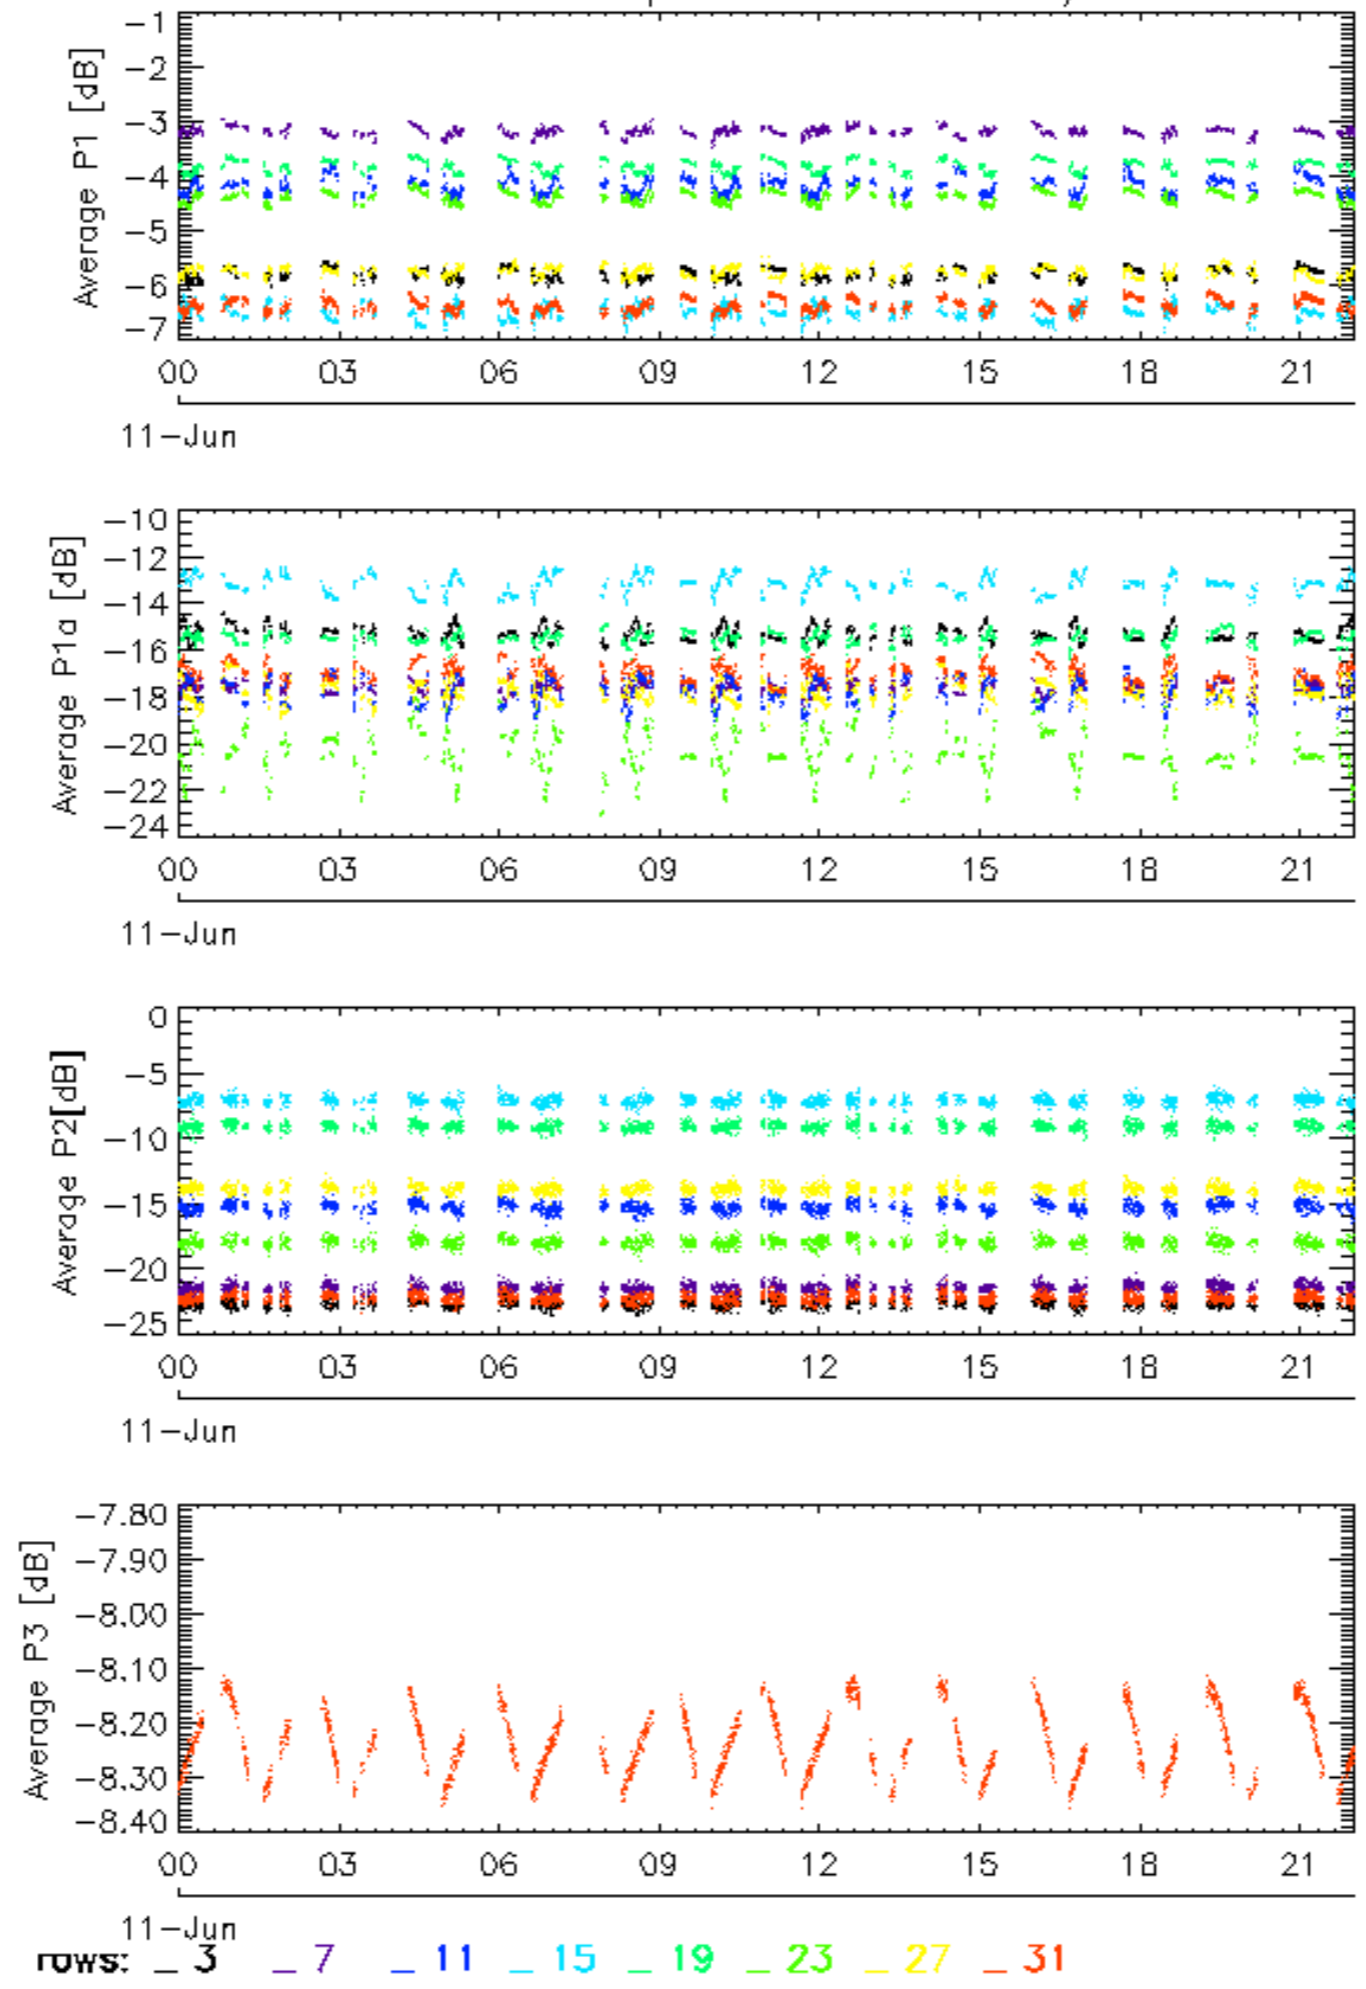 Average P1 [dB]
-1
-2
-3
-4
-5
-6
-7
00 03 06 09 12 15 18 21
11-Jun
Average P1a [dB]
-10
-12
-14
-16
-18
-20
-22
-24
00 03 06 09 12 15 18 21
11-Jun
Average P2[dB]
0
-5
-10
-15
-20
-25
00 03 06 09 12 15 18 21
11-Jun
Average P3 [dB]
-7.80
-7.90
-8.00
-8.10
-8.20
-8.30
-8.40
00 03 06 09 12 15 18 21
11-Jun
rows: _ 3 _ 7 _ 11 _ 15 _ 19 _ 23 _ 27 _ 31